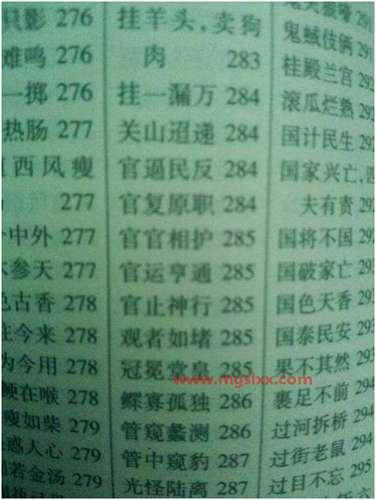 只影 276
难鸣 276
一掷 276
热肠 277
西风瘦
277
中外 277
参天 277
色古香 278
在今来 278
为今用 278
鲠在喉 278
瘦如柴 279
惑人心 279
若金汤 279
挂羊头,卖狗
肉 283
挂一漏万 284
关山迢递 284
官逼民反 284
官复原职 284
官官相护 285
官运亨通 285
官止神行 285
观者如堵 285
冠冕堂皇 285
鳏寡孤独 286
管窥蠡测 286
管中窥豹 287
光怪陆离 287
鬼蜮伎俩
桂殿兰宫
滚瓜烂熟
国计民生
国家兴亡,
夫有责
国将不国
国破家亡
国色天香
国泰民安
果不其然
裹足不前
过河拆桥
过街老鼠
过目不忘
www.mgslxx.com